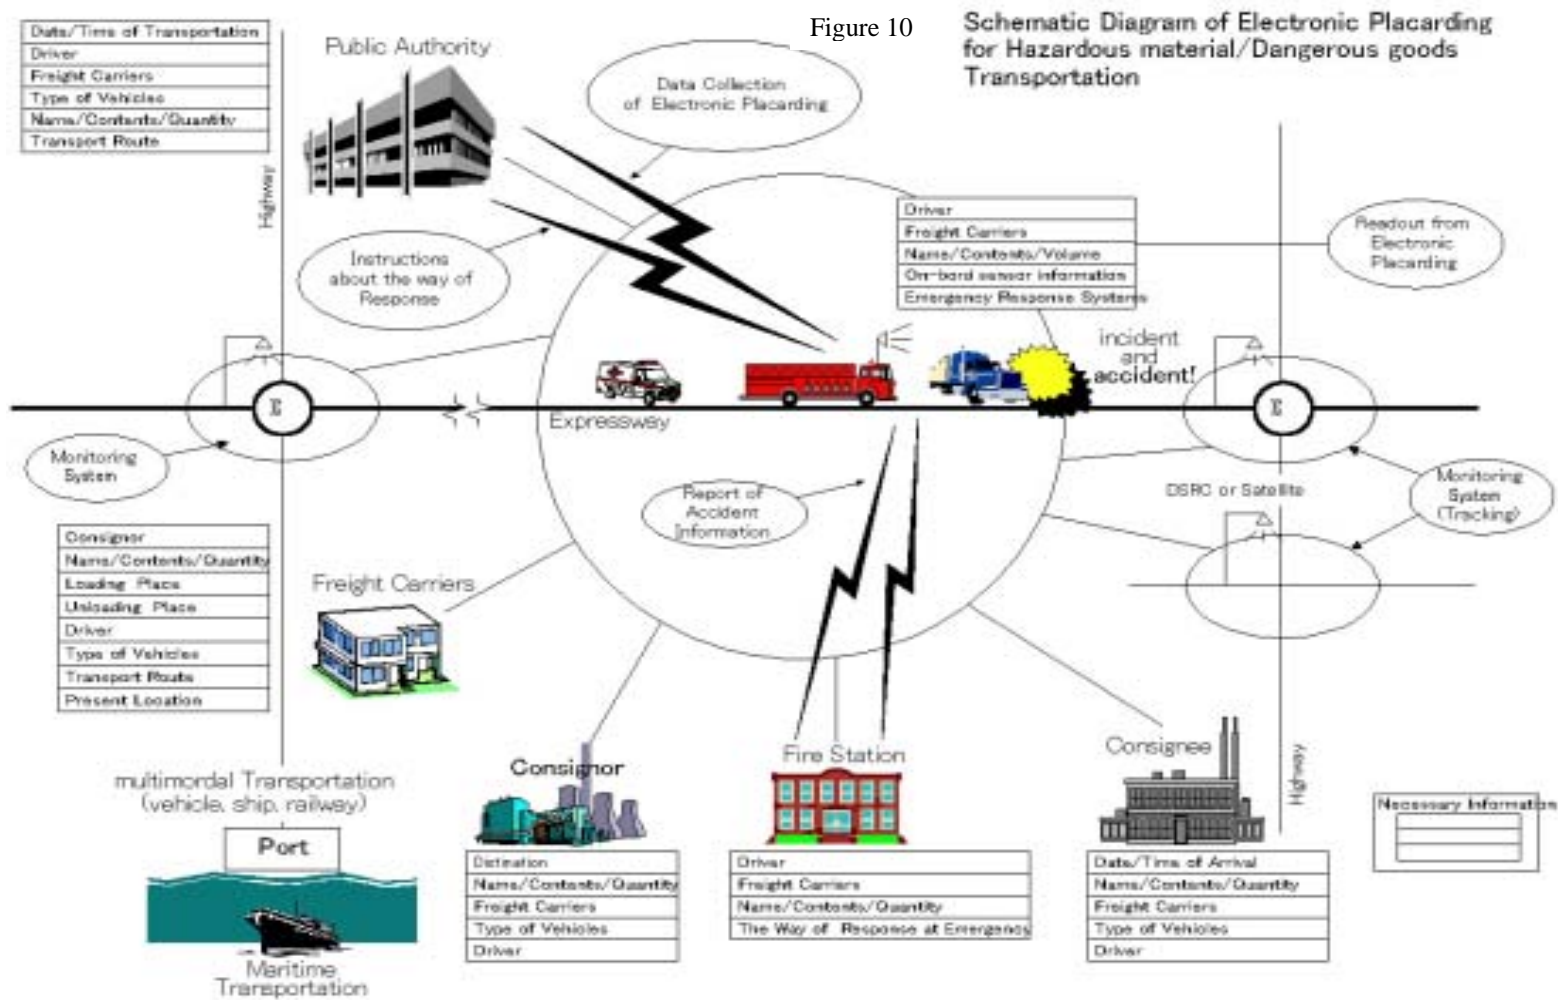 Figure 10
Schematic Diagram of Electronic Placarding
for Hazardous material/Dangerous goods
Transportation
Date/Time of Transportation
Driver
Freight Carriers
Type of Vehicles
Name/Contents/Quantity
Transport Route
Highway
Public Authority
Data Collection
of Electronic Placarding
Instructions
about the way of
Response
Driver
Freight Carriers
Name/Contents/Volume
On-bord sensor information
Emergency Response Systems
Readout from
Electronic
Placarding
incident
and
accident!
E
Expressway
E
Monitoring
System
Report of
Accident
Information
DSRC or Satellite
Monitoring
System
(Tracking)
Consignor
Name/Contents/Quantity
Loading Place
Unloading Place
Driver
Type of Vehicles
Transport Route
Present Location
Freight Carriers
multimordal Transportation
(vehicle, ship, railway)
Port
Maritime
Transportation
Consignor
Distination
Name/Contents/Quantity
Freight Carriers
Type of Vehicles
Driver
Fire Station
Driver
Freight Carriers
Name/Contents/Quantity
The Way of Response at Emergency
Consignee
Date/Time of Arrival
Name/Contents/Quantity
Freight Carriers
Type of Vehicles
Driver
Highway
Necessary Information